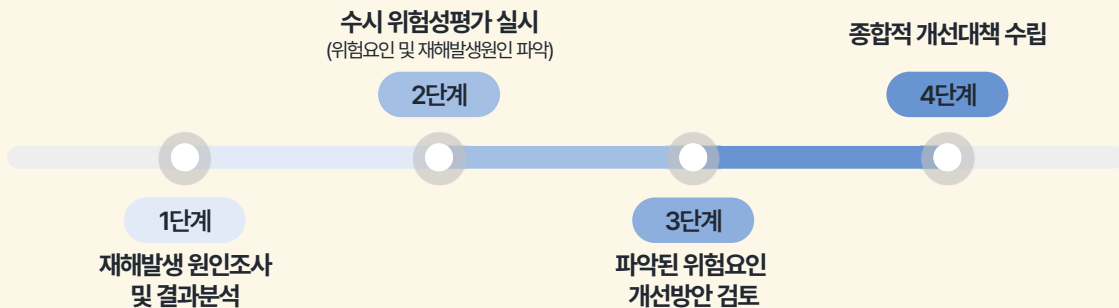 수시 위험성평가 실시
(위험요인 및 재해발생원인 파악)
2단계
종합적 개선대책 수립
4단계
1단계
재해발생 원인조사
및 결과분석
3단계
파악된 위험요인
개선방안 검토